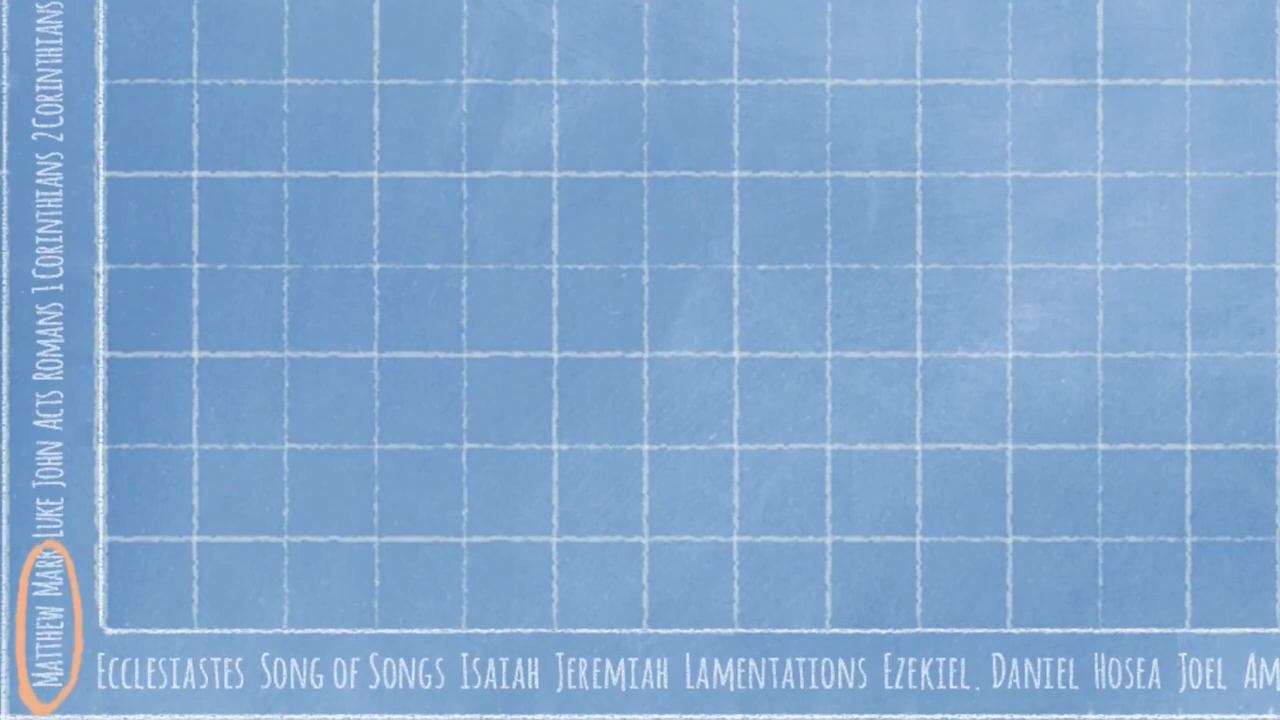 Matthew Mark Luke John Acts Romans 1 Corinthians 2 Corinthians
Ecclesiastes Song of Songs Isaiah Jeremiah Lamentations Ezekiel. Daniel Hosea Joel Am